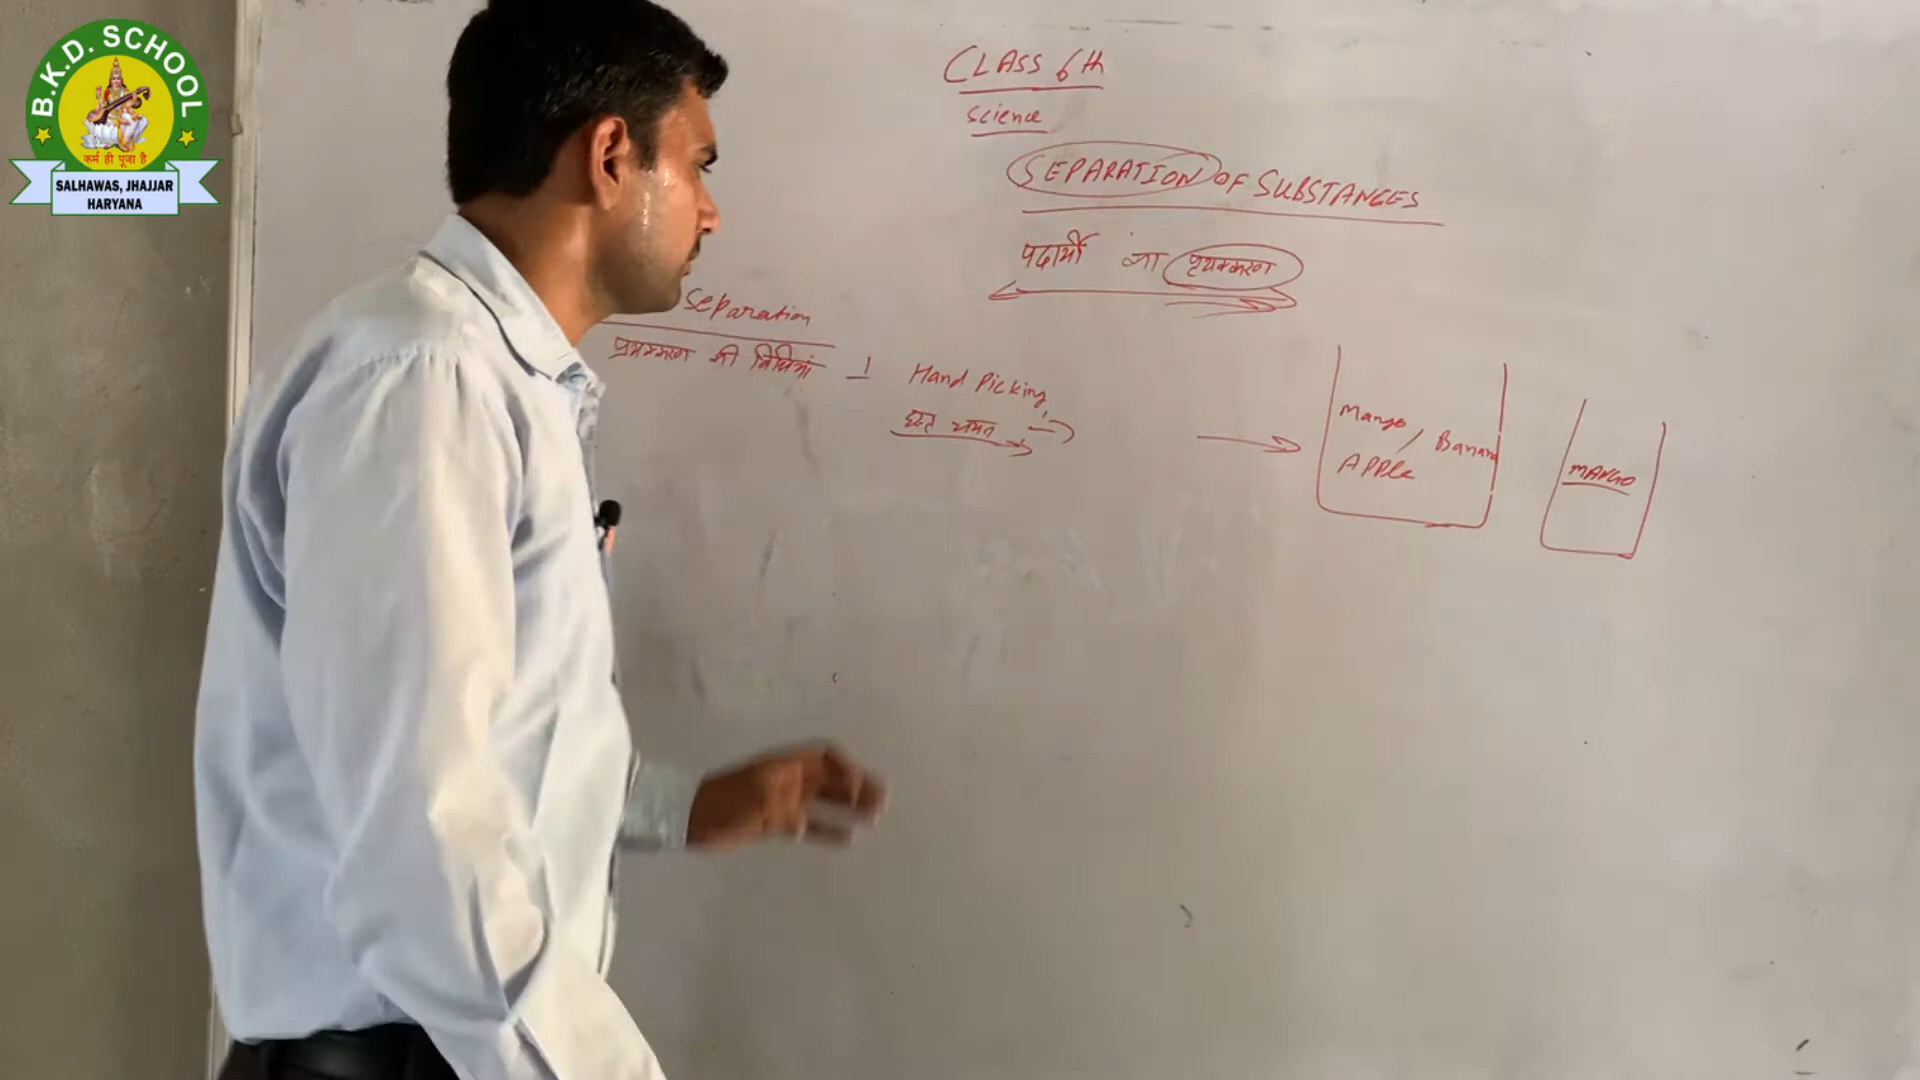 B.K.D. SCHOOL
कर्म ही पूजा है
SALHAWAS, JHAJJAR
HARYANA
CLASS 6th
Science
SEPARATION OF SUBSTANCES
पदार्थों का पृथक्करण
Separation
पृथक्करण की विधियां
1 Hand Picking
हस्त चयन
Mango, Banana
APPle
MANGO